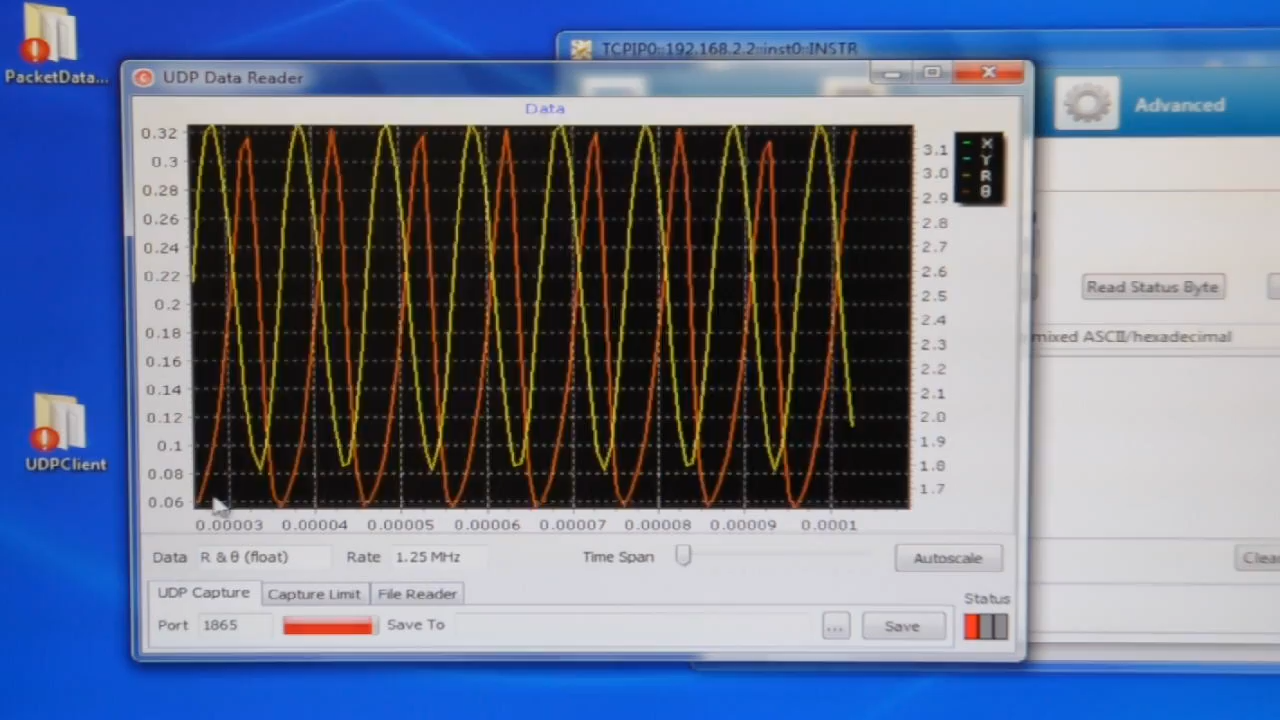 PacketData...
TCPIP0::192.168.2.2::inst0::INSTR
UDP Data Reader
Advanced
Data
0.32
0.3
0.28
0.26
0.24
0.22
0.2
0.18
0.16
0.14
0.12
0.1
0.08
0.06
3.1
3.0
2.9
2.8
2.7
2.6
2.5
2.4
2.3
2.2
2.1
2.0
1.9
1.8
1.7
X
Y
R
θ
0.00003 0.00004 0.00005 0.00006 0.00007 0.00008 0.00009 0.0001
Read Status Byte
mixed ASCII/hexadecimal
UDPClient
Data R & θ (float) Rate 1.25 MHz Time Span Autoscale
UDP Capture Capture Limit File Reader
Status
Port 1865 Save To ... Save